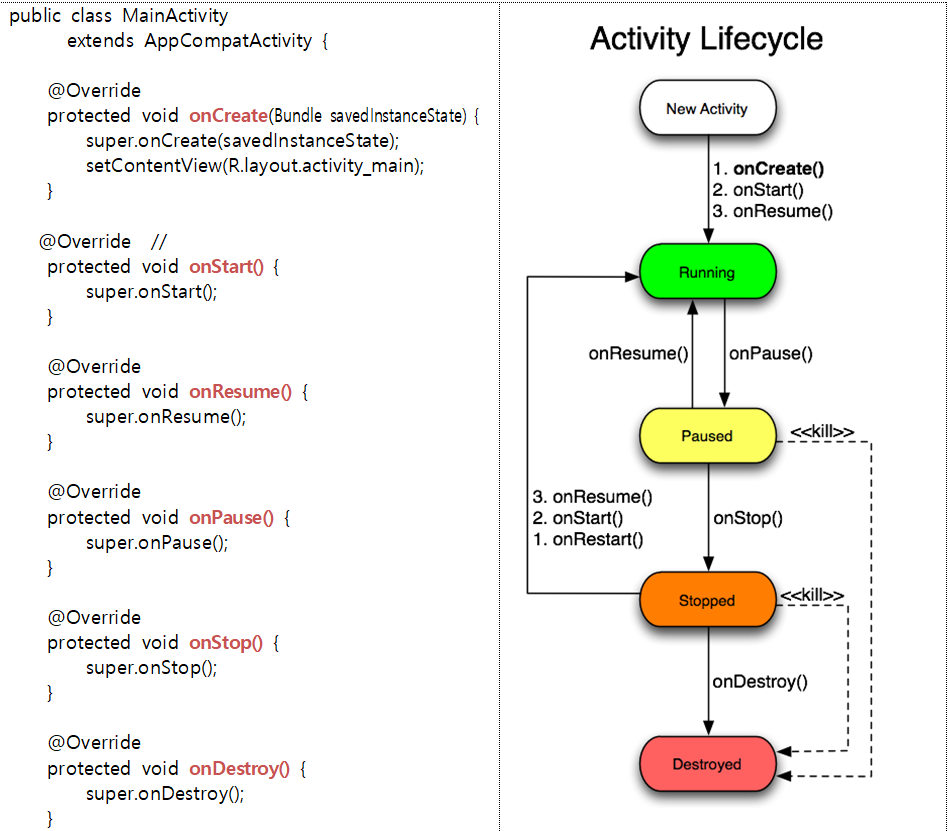 public class MainActivity
extends AppCompatActivity {
@Override
protected void onCreate(Bundle savedInstanceState) {
super.onCreate(savedInstanceState);
setContentView(R.layout.activity_main);
}
@Override //
protected void onStart() {
super.onStart();
}
@Override
protected void onResume() {
super.onResume();
}
@Override
protected void onPause() {
super.onPause();
}
@Override
protected void onStop() {
super.onStop();
}
@Override
protected void onDestroy() {
super.onDestroy();
}
Activity Lifecycle
New Activity
1. onCreate()
2. onStart()
3. onResume()
Running
onResume()
onPause()
Paused
<<kill>>
3. onResume()
2. onStart()
1. onRestart()
onStop()
Stopped
<<kill>>
onDestroy()
Destroyed